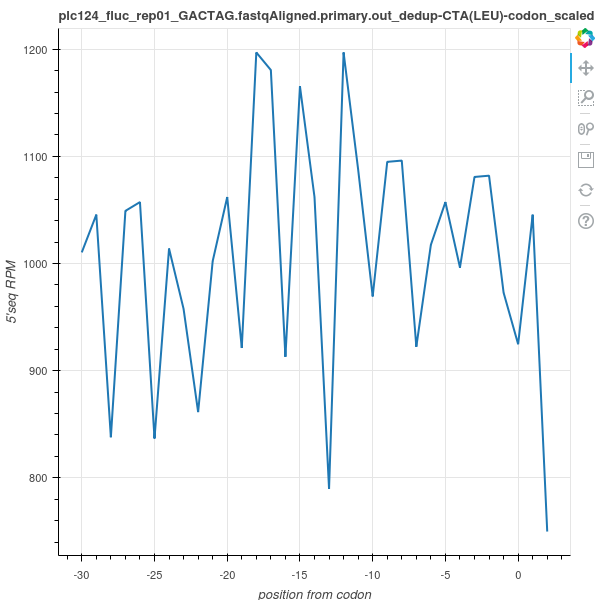 plc124_fluc_rep01_GACTAG.fastqAligned.primary.out_dedup-CTA(LEU)-codon_scaled
1200
1100
1000
900
800
5'seq RPM
-30 -25 -20 -15 -10 -5 0
position from codon